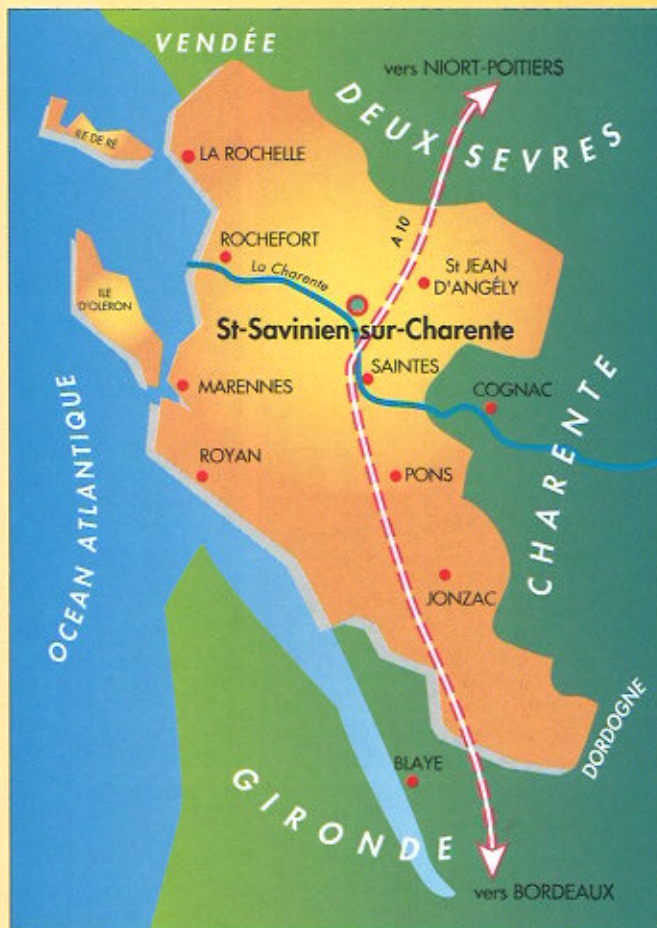 VENDÉE
vers NIORT-POITIERS
DEUX SEVRES
ILE DE RÉ
LA ROCHELLE
A 10
ROCHEFORT
La Charente
St JEAN
D'ANGÉLY
ILE
D'OLERON
St-Savinien-sur-Charente
SAINTES
MARENNES
COGNAC
OCEAN ATLANTIQUE
CHARENTE
ROYAN
PONS
JONZAC
DORDOGNE
BLAYE
GIRONDE
vers BORDEAUX